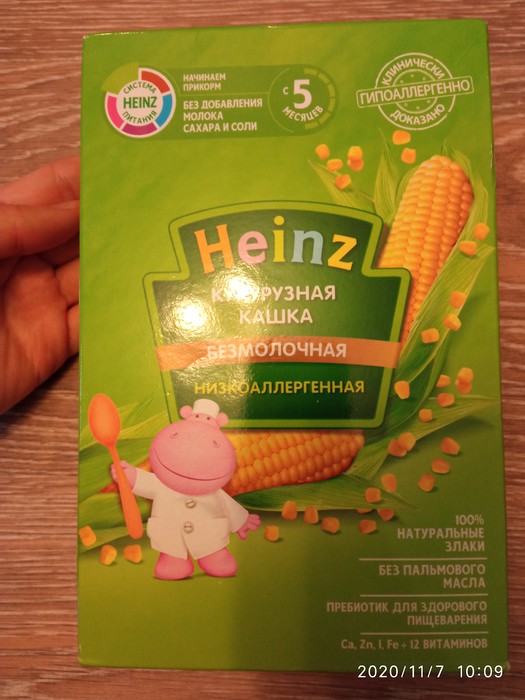 СИСТЕМА
HEINZ
ПИТАНИЯ
НАЧИНАЕМ
ПРИКОРМ
БЕЗ ДОБАВЛЕНИЯ
МОЛОКА
САХАРА И СОЛИ
С 5
МЕСЯЦЕВ
КЛИНИЧЕСКИ
ГИПОАЛЛЕРГЕННО
ДОКАЗАНО
Heinz
КУКУРУЗНАЯ
КАШКА
БЕЗМОЛОЧНАЯ
НИЗКОАЛЛЕРГЕННАЯ
100%
НАТУРАЛЬНЫЕ
ЗЛАКИ
БЕЗ ПАЛЬМОВОГО
МАСЛА
ПРЕБИОТИК ДЛЯ ЗДОРОВОГО
ПИЩЕВАРЕНИЯ
Ca, Zn, I, Fe + 12 ВИТАМИНОВ
2020/11/7 10:09